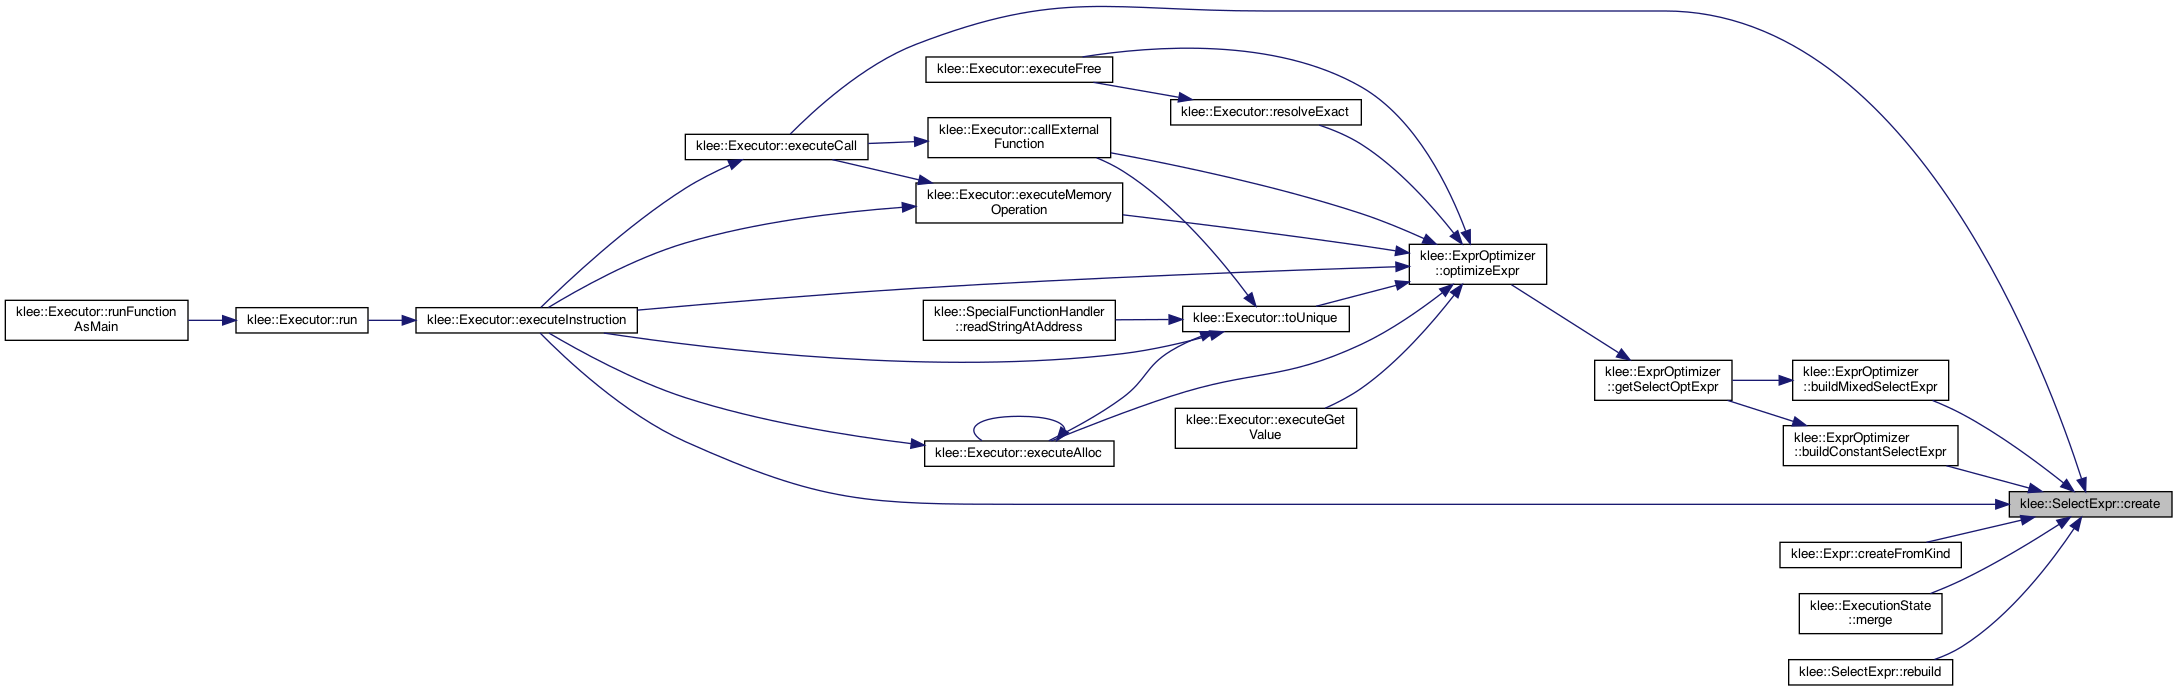 klee::Executor::executeFree
klee::Executor::resolveExact
klee::Executor::callExternal
Function
klee::Executor::executeCall
klee::Executor::executeMemory
Operation
klee::ExprOptimizer
::optimizeExpr
klee::Executor::runFunction
AsMain
klee::Executor::run
klee::Executor::executeInstruction
klee::SpecialFunctionHandler
::readStringAtAddress
klee::Executor::toUnique
klee::ExprOptimizer
::getSelectOptExpr
klee::ExprOptimizer
::buildMixedSelectExpr
klee::Executor::executeGet
Value
klee::Executor::executeAlloc
klee::ExprOptimizer
::buildConstantSelectExpr
klee::SelectExpr::create
klee::Expr::createFromKind
klee::ExecutionState
::merge
klee::SelectExpr::rebuild